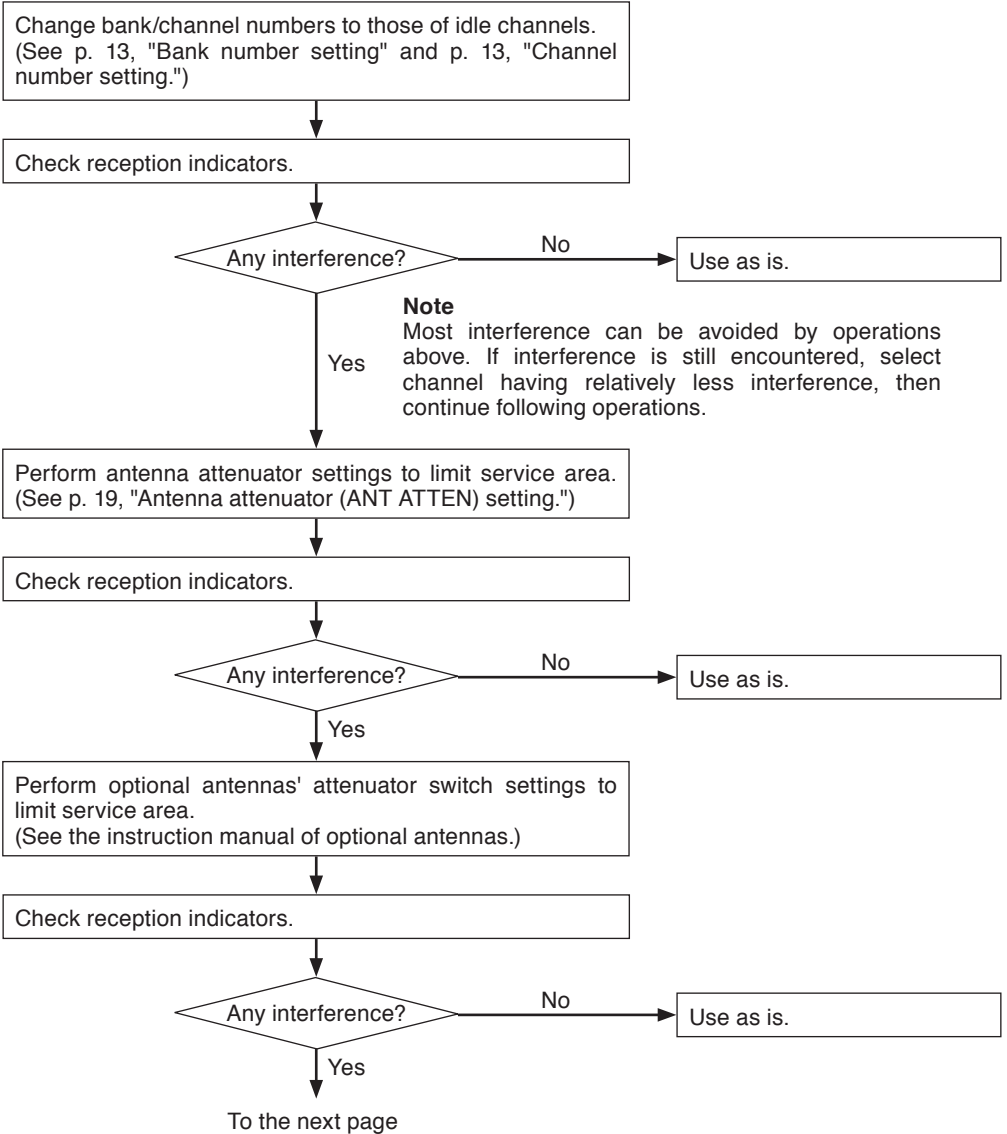 Change bank/channel numbers to those of idle channels.
(See p. 13, "Bank number setting" and p. 13, "Channel
number setting.")
Check reception indicators.
Any interference?
No
Use as is.
Note
Most interference can be avoided by operations
above. If interference is still encountered, select
channel having relatively less interference, then
continue following operations.
Yes
Perform antenna attenuator settings to limit service area.
(See p. 19, "Antenna attenuator (ANT ATTEN) setting.")
Check reception indicators.
Any interference?
No
Use as is.
Yes
Perform optional antennas' attenuator switch settings to
limit service area.
(See the instruction manual of optional antennas.)
Check reception indicators.
Any interference?
No
Use as is.
Yes
To the next page